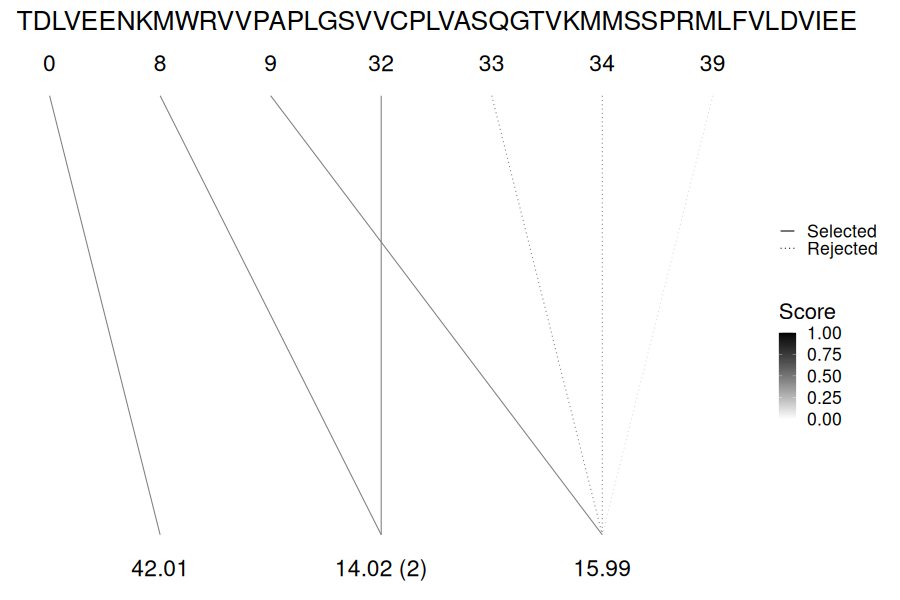 TDLVEENKMWRVVPAPLGSVVCPLVASQGTVKMMSSPRMLFVLDVIEE
0 8 9 32 33 34 39
Selected
Rejected
Score
1.00
0.75
0.50
0.25
0.00
42.01 14.02 (2) 15.99